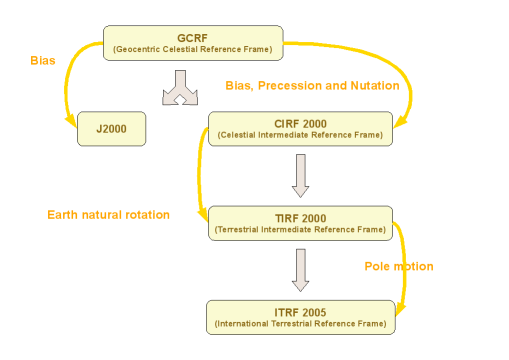 GCRF
(Geocentric Celestial Reference Frame)
Bias
Bias, Precession and Nutation
J2000
CIRF 2000
(Celestial Intermediate Reference Frame)
Earth natural rotation
TIRF 2000
(Terrestrial Intermediate Reference Frame)
Pole motion
ITRF 2005
(International Terrestrial Reference Frame)